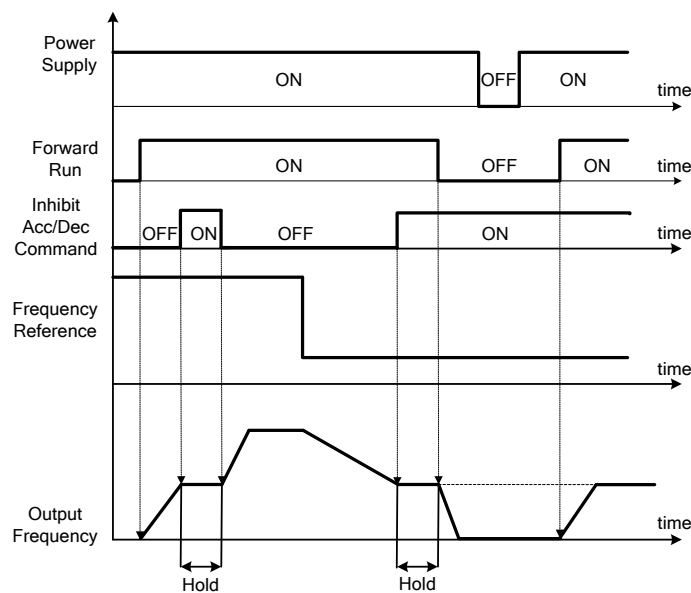 Power
Supply
ON
OFF
ON
time
Forward
Run
ON
OFF
ON
time
Inhibit
Acc/Dec
Command
OFF
ON
OFF
ON
time
Frequency
Reference
time
Output
Frequency
time
Hold
Hold